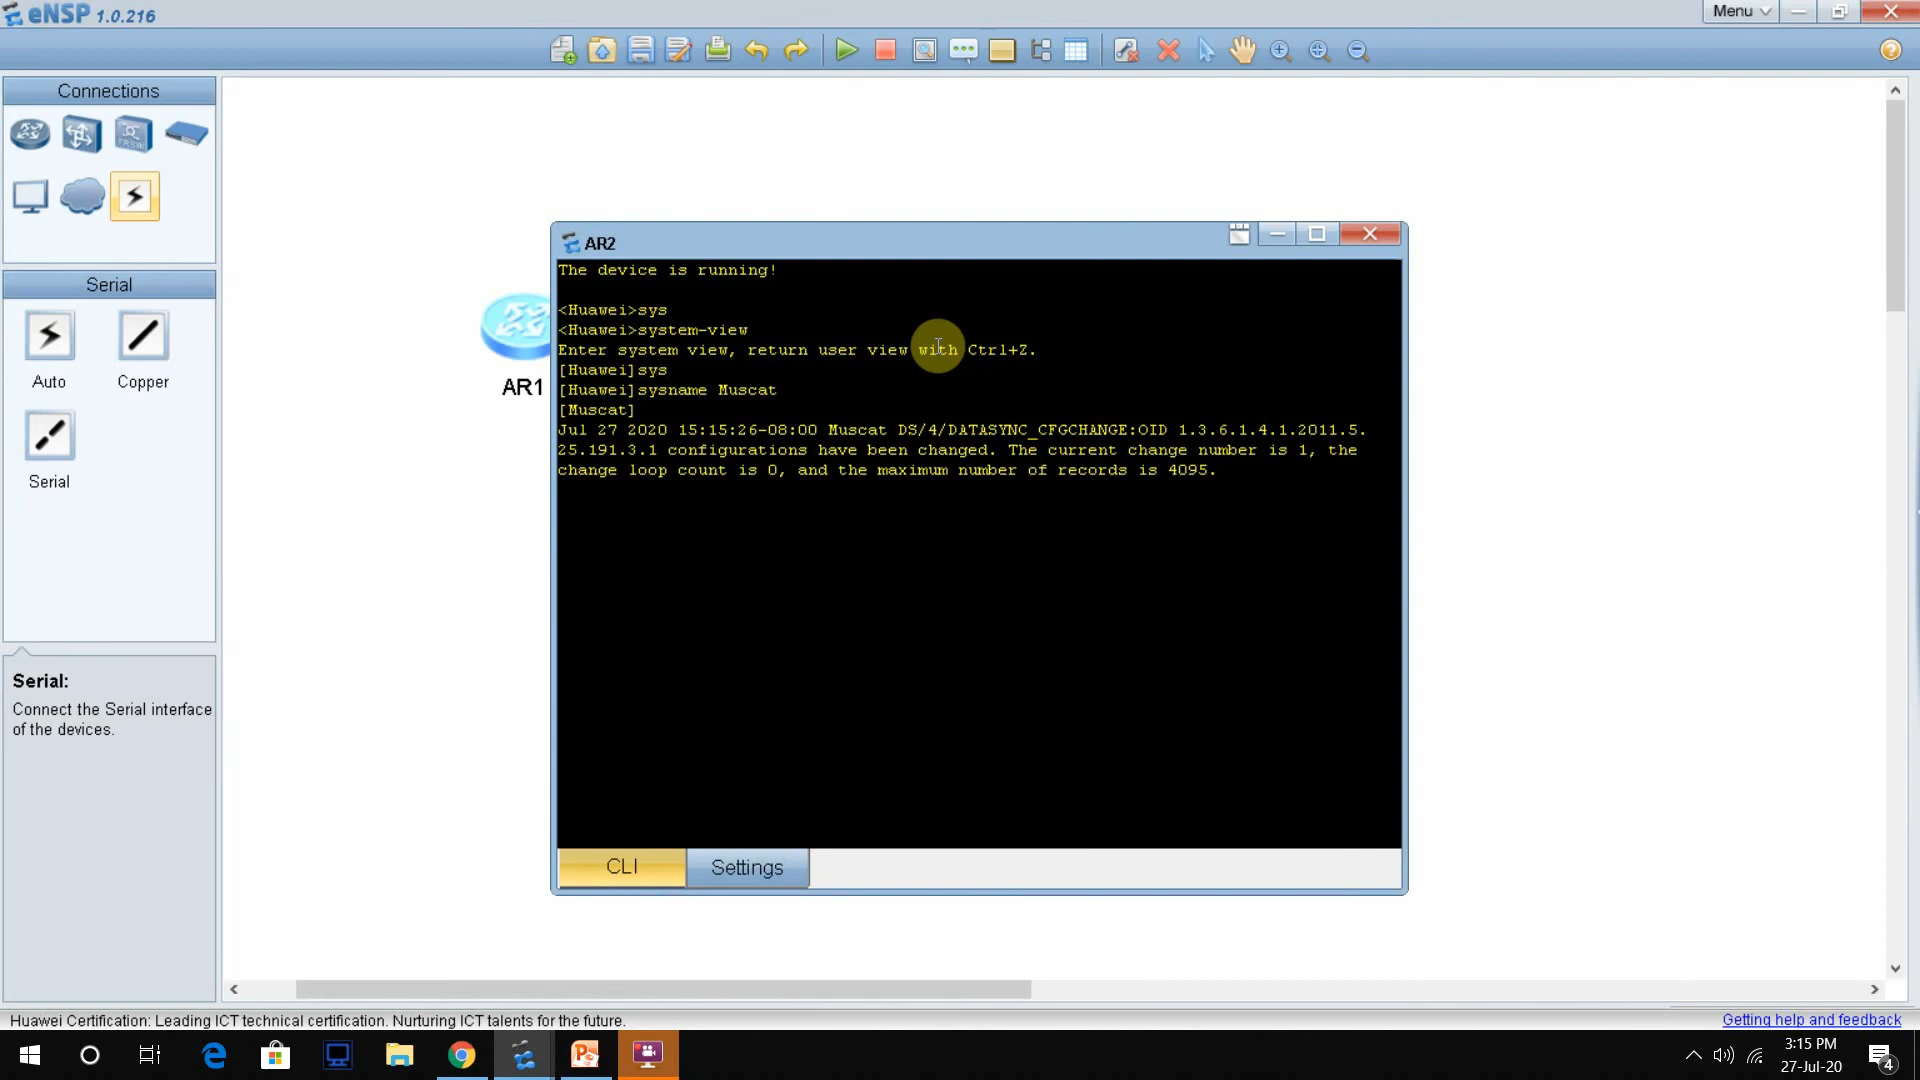 eNSP 1.0.216
Menu
Connections
Serial
Auto
Copper
Serial
Serial:
Connect the Serial interface
of the devices.
AR1
AR2
The device is running!
<Huawei>sys
<Huawei>system-view
Enter system view, return user view with Ctrl+Z.
[Huawei]sys
[Huawei]sysname Muscat
[Muscat]
Jul 27 2020 15:15:26-08:00 Muscat DS/4/DATASYNC_CFGCHANGE:OID 1.3.6.1.4.1.2011.5.
25.191.3.1 configurations have been changed. The current change number is 1, the
change loop count is 0, and the maximum number of records is 4095.
CLI
Settings
Huawei Certification: Leading ICT technical certification. Nurturing ICT talents for the future.
Getting help and feedback
3:15 PM
27-Jul-20
4